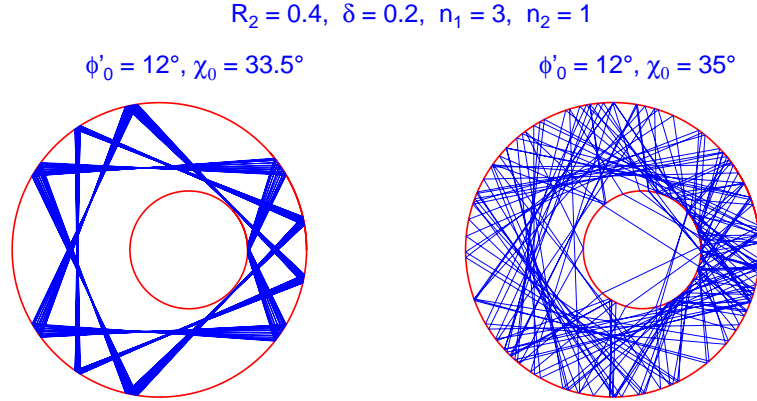 R₂ = 0.4, δ = 0.2, n₁ = 3, n₂ = 1
ϕ'₀ = 12°, χ₀ = 33.5°
ϕ'₀ = 12°, χ₀ = 35°